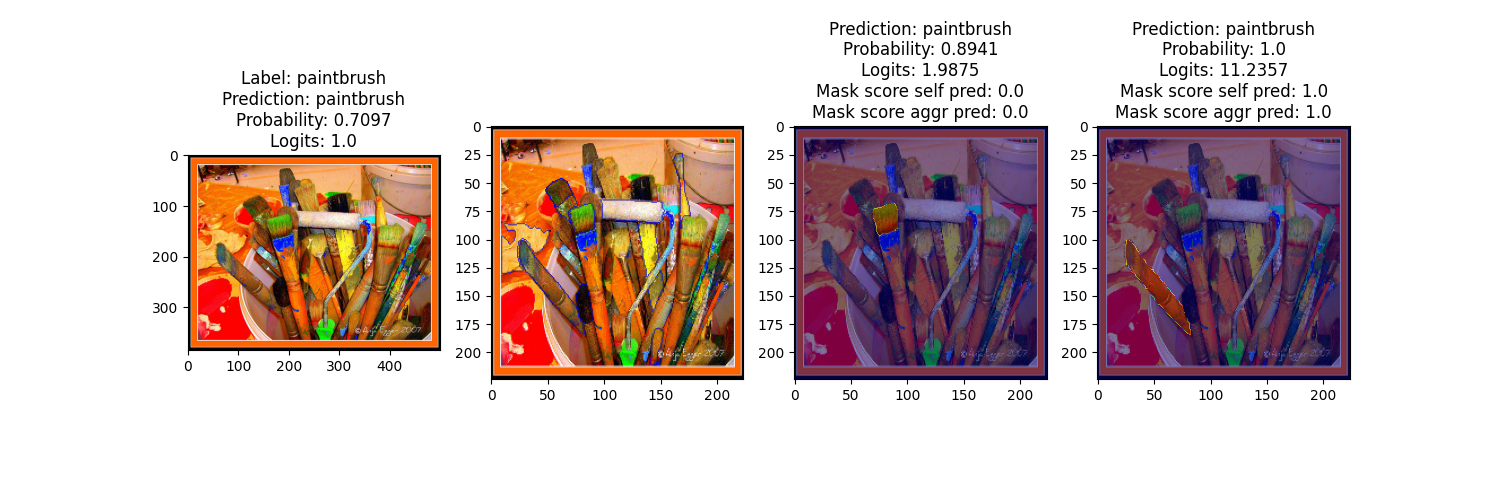 Label: paintbrush
Prediction: paintbrush
Probability: 0.7097
Logits: 1.0
0
100
200
300
0 100 200 300 400
0
25
50
75
100
125
150
175
200
0 50 100 150 200
Prediction: paintbrush
Probability: 0.8941
Logits: 1.9875
Mask score self pred: 0.0
Mask score aggr pred: 0.0
0
25
50
75
100
125
150
175
200
0 50 100 150 200
Prediction: paintbrush
Probability: 1.0
Logits: 11.2357
Mask score self pred: 1.0
Mask score aggr pred: 1.0
0
25
50
75
100
125
150
175
200
0 50 100 150 200